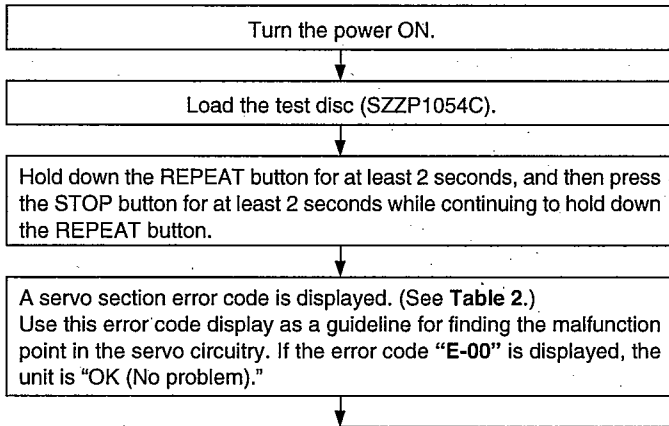 Turn the power ON.
Load the test disc (SZZP1054C).
Hold down the REPEAT button for at least 2 seconds, and then press
the STOP button for at least 2 seconds while continuing to hold down
the REPEAT button.
A servo section error code is displayed. (See Table 2.)
Use this error code display as a guideline for finding the malfunction
point in the servo circuitry. If the error code "E-00" is displayed, the
unit is "OK (No problem)."